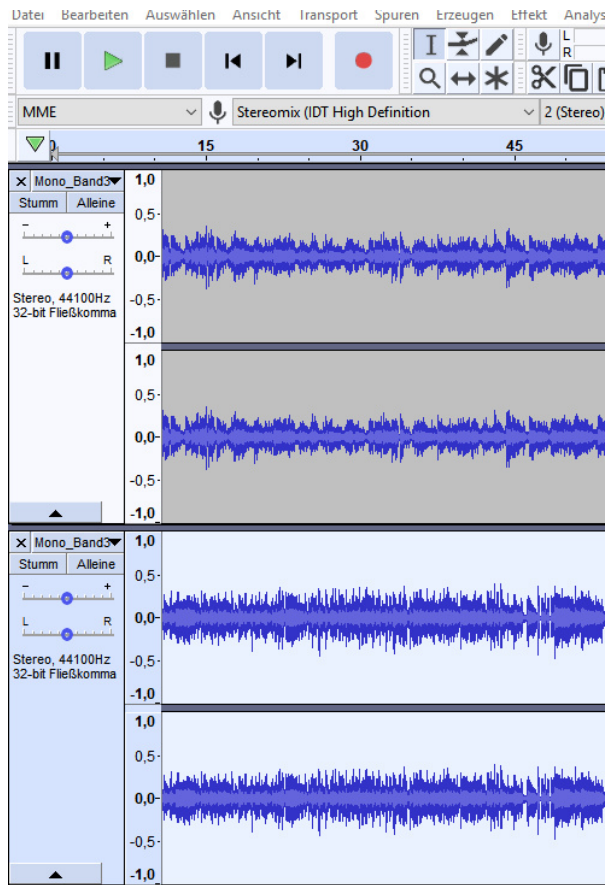 Datei Bearbeiten Auswählen Ansicht Transport Spuren Erzeugen Effekt Analys
L
R
MME Stereomix (IDT High Definition 2 (Stereo)
0 15 30 45
Mono_Band3
Stumm Alleine
- +
L R
Stereo, 44100Hz
32-bit Fließkomma
1,0
0,5-
0,0-
-0,5-
-1,0
1,0
0,5-
0,0-
-0,5-
-1,0
Mono_Band3
Stumm Alleine
- +
L R
Stereo, 44100Hz
32-bit Fließkomma
1,0
0,5-
0,0-
-0,5-
-1,0
1,0
0,5-
0,0-
-0,5-
-1,0